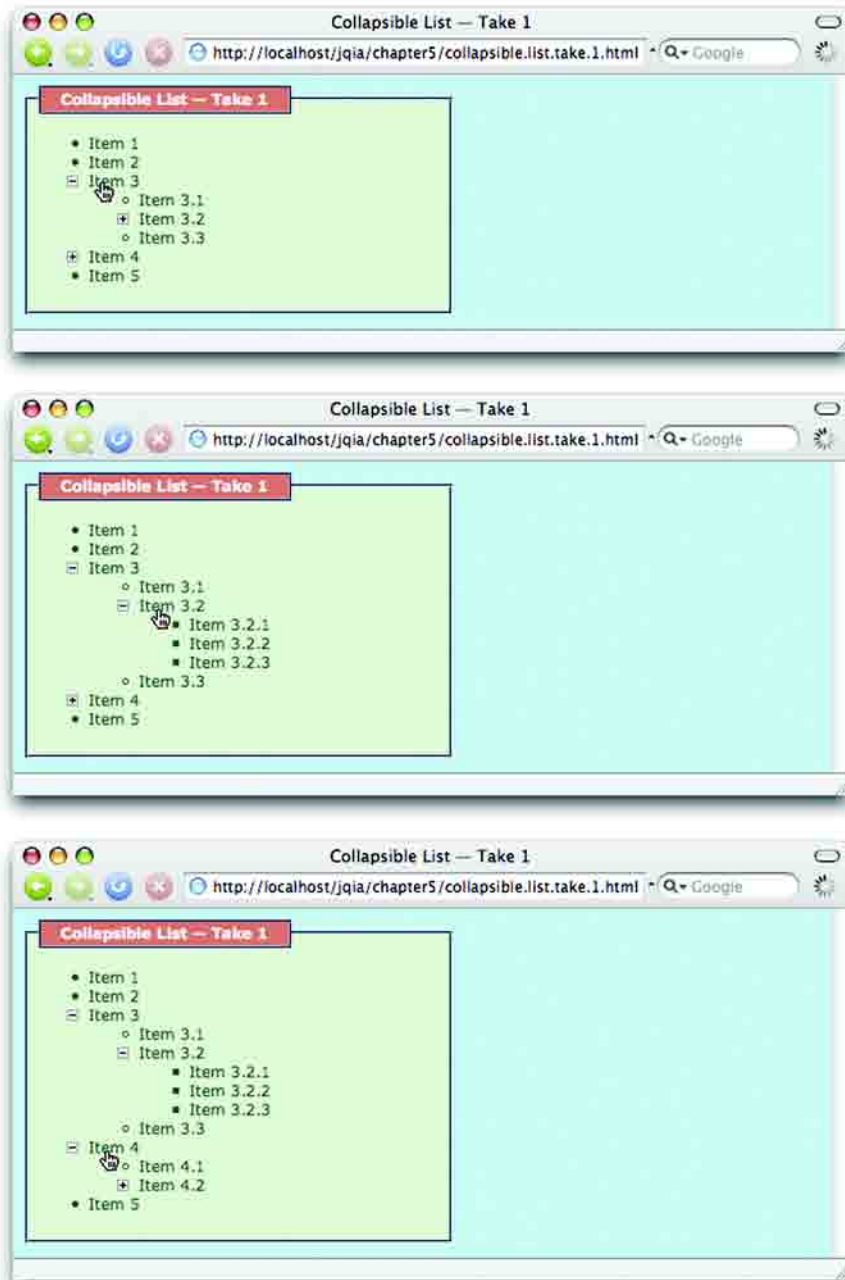 Collapsible List — Take 1
http://localhost/jqia/chapter5/collapsible.list.take.1.html Google
Collapsible List — Take 1
Item 1
Item 2
Item 3
Item 3.1
Item 3.2
Item 3.3
Item 4
Item 5
Collapsible List — Take 1
http://localhost/jqia/chapter5/collapsible.list.take.1.html Google
Collapsible List — Take 1
Item 1
Item 2
Item 3
Item 3.1
Item 3.2
Item 3.2.1
Item 3.2.2
Item 3.2.3
Item 3.3
Item 4
Item 5
Collapsible List — Take 1
http://localhost/jqia/chapter5/collapsible.list.take.1.html Google
Collapsible List — Take 1
Item 1
Item 2
Item 3
Item 3.1
Item 3.2
Item 3.2.1
Item 3.2.2
Item 3.2.3
Item 3.3
Item 4
Item 4.1
Item 4.2
Item 5